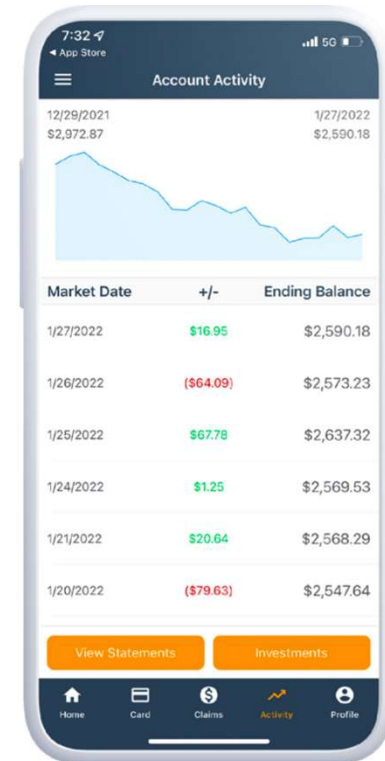 7:32
5G
◀ App Store
Account Activity
12/29/2021 1/27/2022
$2,972.87 $2,590.18
Market Date +/- Ending Balance
1/27/2022 $16.95 $2,590.18
1/26/2022 ($64.09) $2,573.23
1/25/2022 $67.78 $2,637.32
1/24/2022 $1.25 $2,569.53
1/21/2022 $20.64 $2,568.29
1/20/2022 ($79.63) $2,547.64
View Statements Investments
Home Card Claims Activity Profile